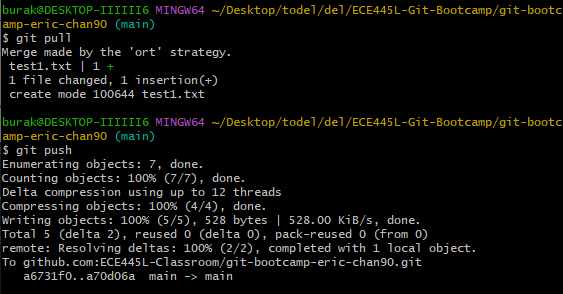 burak@DESKTOP-IIIIII6 MINGW64 ~/Desktop/todel/del/ECE445L-Git-Bootcamp/git-bootc
amp-eric-chan90 (main)
$ git pull
Merge made by the 'ort' strategy.
 test1.txt | 1 +
 1 file changed, 1 insertion(+)
 create mode 100644 test1.txt

burak@DESKTOP-IIIIII6 MINGW64 ~/Desktop/todel/del/ECE445L-Git-Bootcamp/git-bootc
amp-eric-chan90 (main)
$ git push
Enumerating objects: 7, done.
Counting objects: 100% (7/7), done.
Delta compression using up to 12 threads
Compressing objects: 100% (4/4), done.
Writing objects: 100% (5/5), 528 bytes | 528.00 KiB/s, done.
Total 5 (delta 2), reused 0 (delta 0), pack-reused 0 (from 0)
remote: Resolving deltas: 100% (2/2), completed with 1 local object.
To github.com:ECE445L-Classroom/git-bootcamp-eric-chan90.git
   a6731f0..a70d06a  main -> main